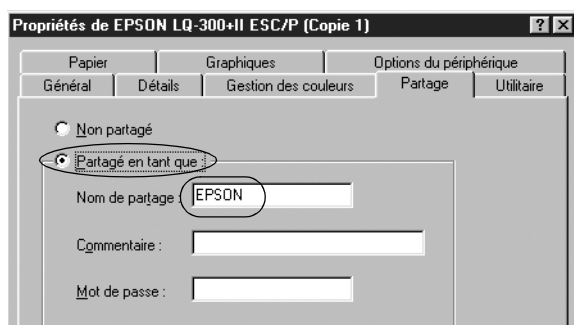 Propriétés de EPSON LQ-300+II ESC/P (Copie 1)
Papier Graphiques Options du périphérique
Général Détails Gestion des couleurs Partage Utilitaire
Non partagé
Partagé en tant que :
Nom de partage : EPSON
Commentaire :
Mot de passe :